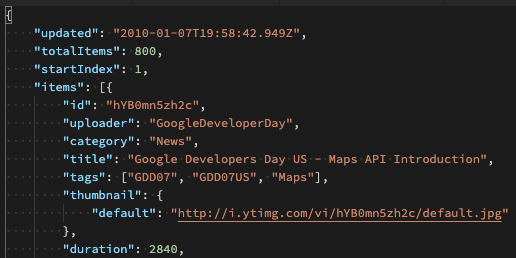 {
    "updated": "2010-01-07T19:58:42.949Z",
    "totalItems": 800,
    "startIndex": 1,
    "items": [{
        "id": "hYB0mn5zh2c",
        "uploader": "GoogleDeveloperDay",
        "category": "News",
        "title": "Google Developers Day US - Maps API Introduction",
        "tags": ["GDD07", "GDD07US", "Maps"],
        "thumbnail": {
            "default": "http://i.ytimg.com/vi/hYB0mn5zh2c/default.jpg"
        },
        "duration": 2840,